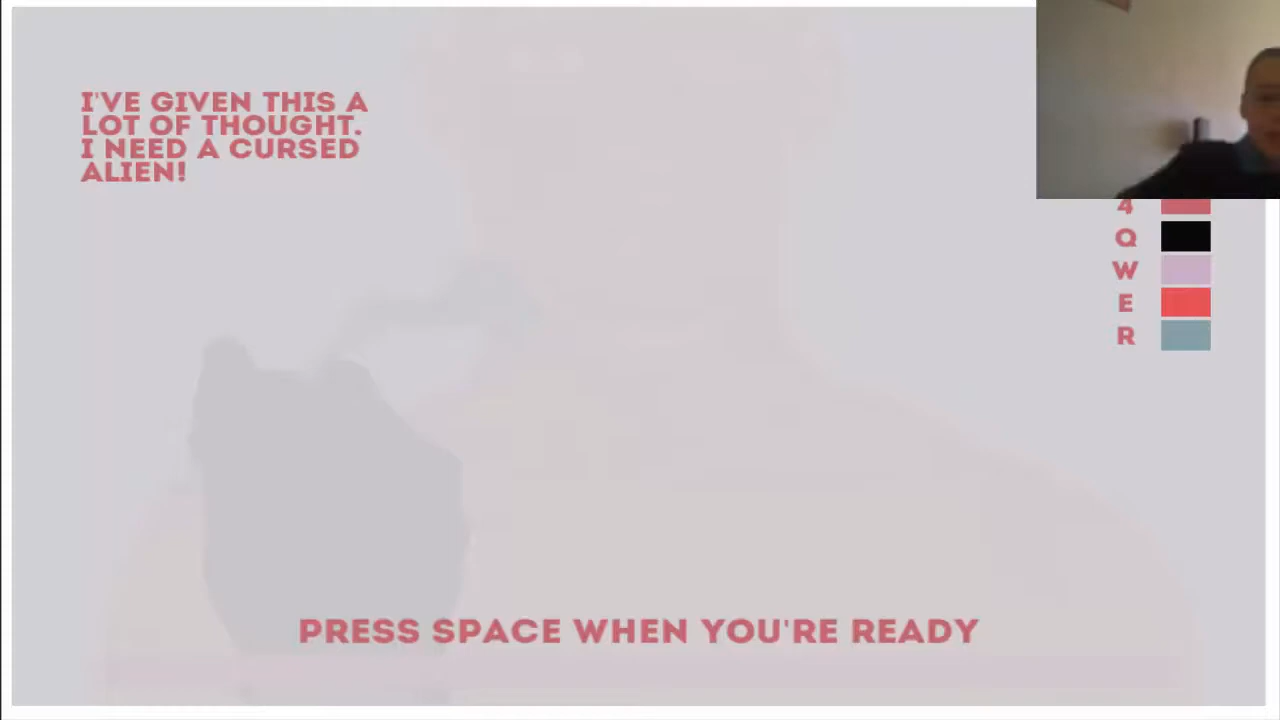 I'VE GIVEN THIS A
LOT OF THOUGHT.
I NEED A CURSED
ALIEN!
4
Q
W
E
R
PRESS SPACE WHEN YOU'RE READY